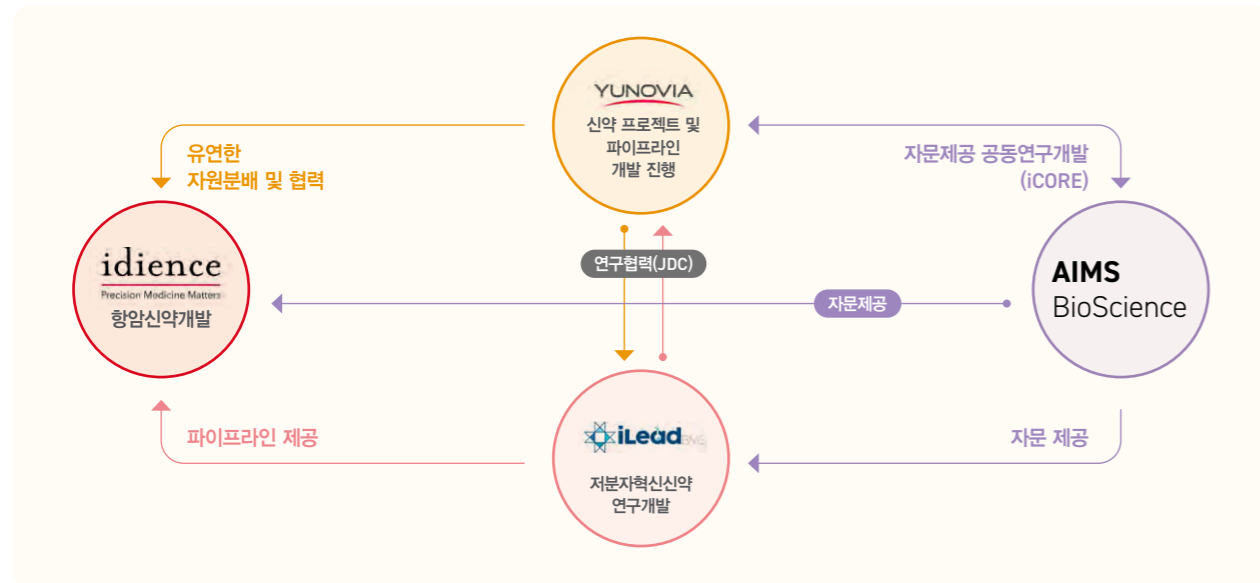 YUNOVIA
신약 프로젝트 및
파이프라인
개발 진행
유연한
자원분배 및 협력
자문제공 공동연구개발
(iCORE)
연구협력(JDC)
idience
Precision Medicine Matters
항암신약개발
자문제공
AIMS
BioScience
파이프라인 제공
iLead
저분자혁신신약
연구개발
자문 제공